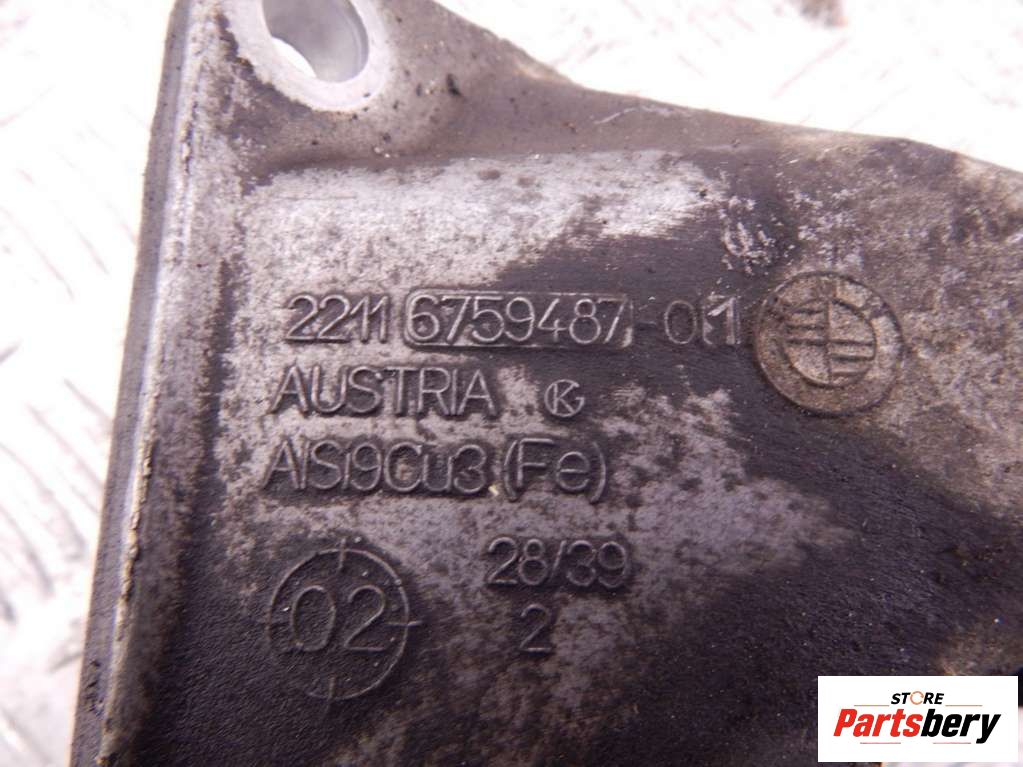 2211 6759487-01
AUSTRIA
AlSi9Cu3(Fe)
28/39
02
2
STORE
Partsbery